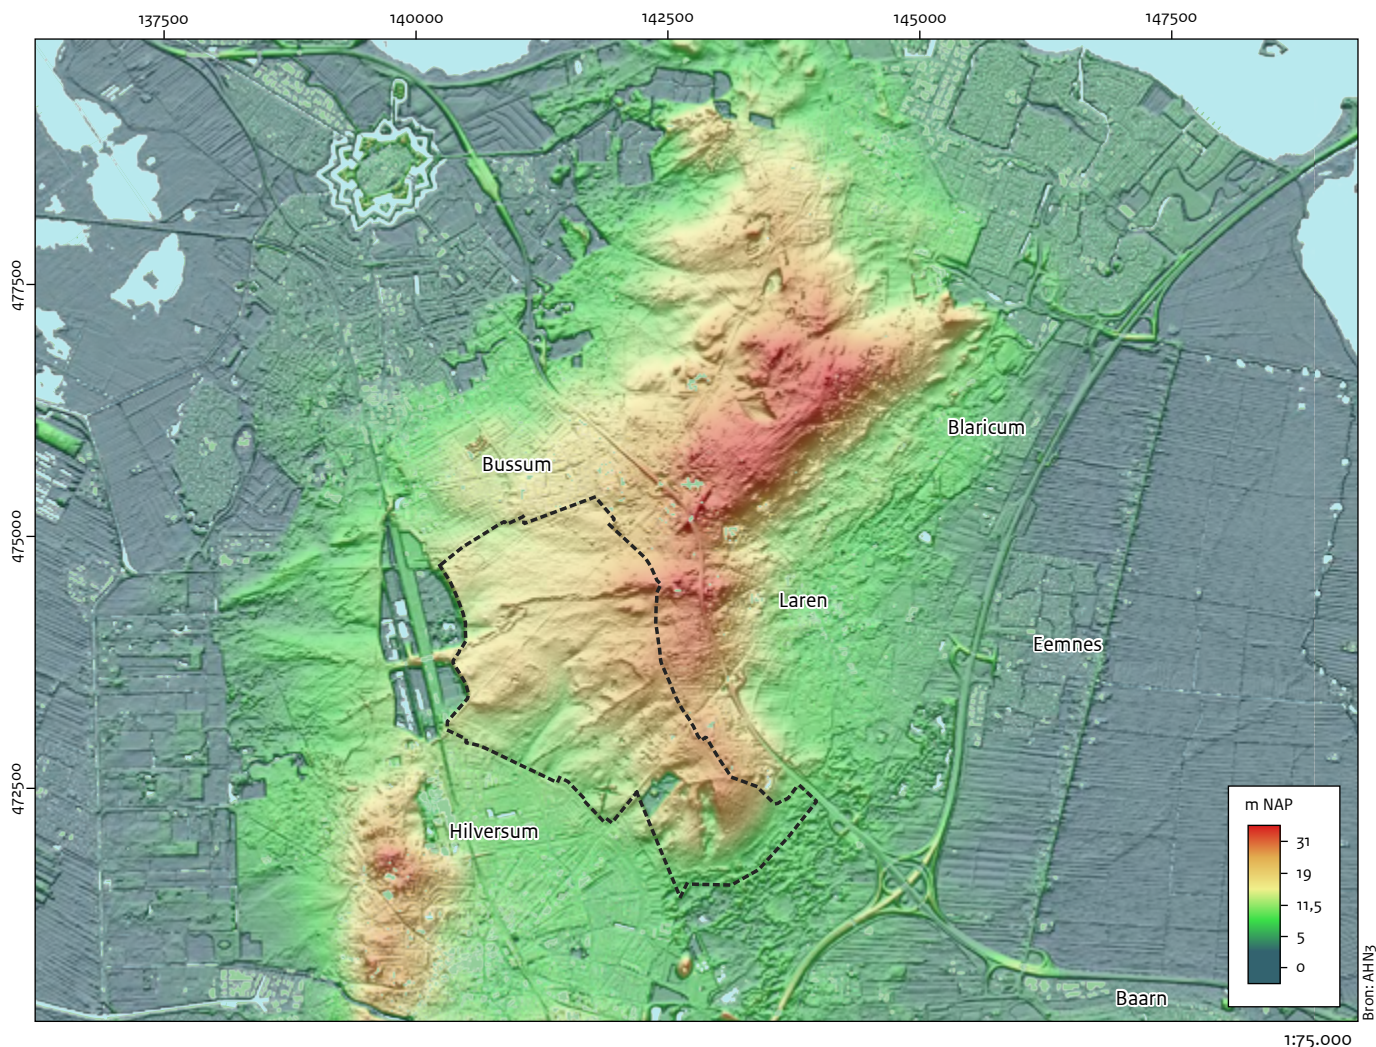 137500 140000 142500 145000 147500
477500
Blaricum
Bussum
475000
Laren
Eemnes
472500
Hilversum
m NAP
31
19
11,5
5
0
Baarn
Bron: AHN3
1:75.000